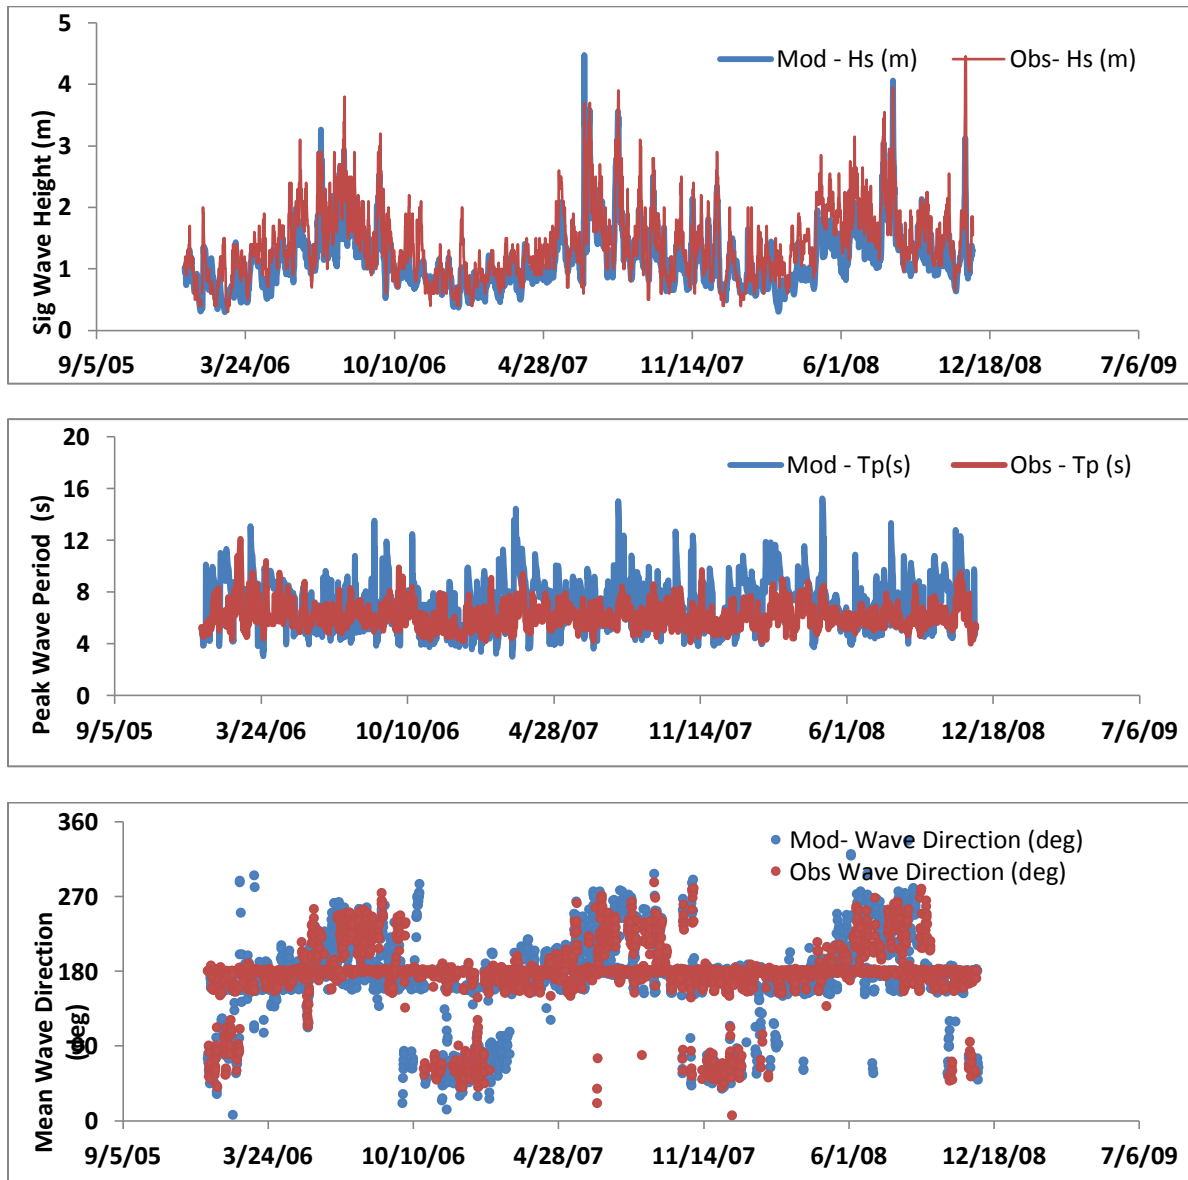 5
4
3
2
1
0
Sig Wave Height (m)
Mod - Hs (m)
Obs- Hs (m)
9/5/05 3/24/06 10/10/06 4/28/07 11/14/07 6/1/08 12/18/08 7/6/09
20
16
12
8
4
0
Peak Wave Period (s)
Mod - Tp(s)
Obs - Tp (s)
9/5/05 3/24/06 10/10/06 4/28/07 11/14/07 6/1/08 12/18/08 7/6/09
360
270
180
90
0
Mean Wave Direction
(deg)
Mod- Wave Direction (deg)
Obs Wave Direction (deg)
9/5/05 3/24/06 10/10/06 4/28/07 11/14/07 6/1/08 12/18/08 7/6/09